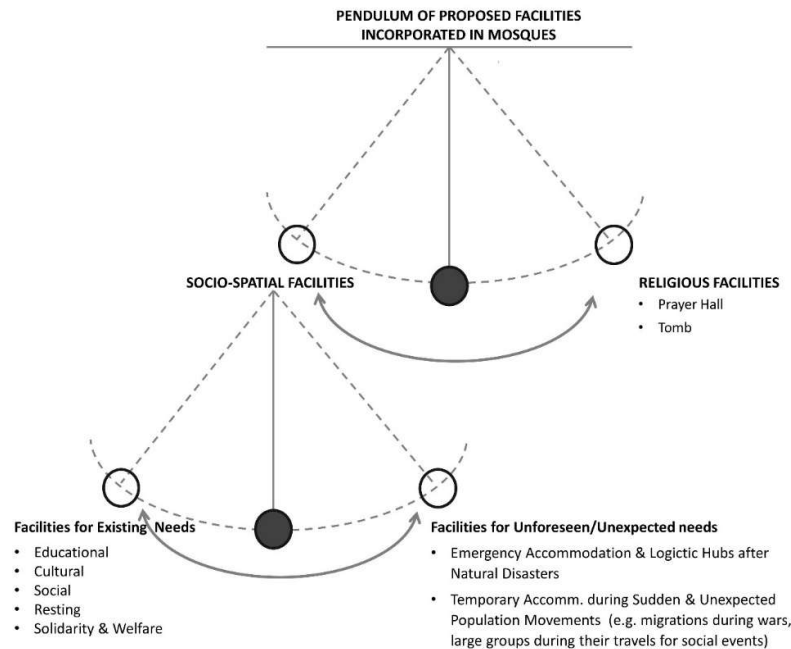 PENDULUM OF PROPOSED FACILITIES
INCORPORATED IN MOSQUES
SOCIO-SPATIAL FACILITIES
RELIGIOUS FACILITIES
• Prayer Hall
• Tomb
Facilities for Existing Needs
• Educational
• Cultural
• Social
• Resting
• Solidarity & Welfare
Facilities for Unforeseen/Unexpected needs
• Emergency Accommodation & Logictic Hubs after
Natural Disasters
• Temporary Accomm. during Sudden & Unexpected
Population Movements (e.g. migrations during wars,
large groups during their travels for social events)